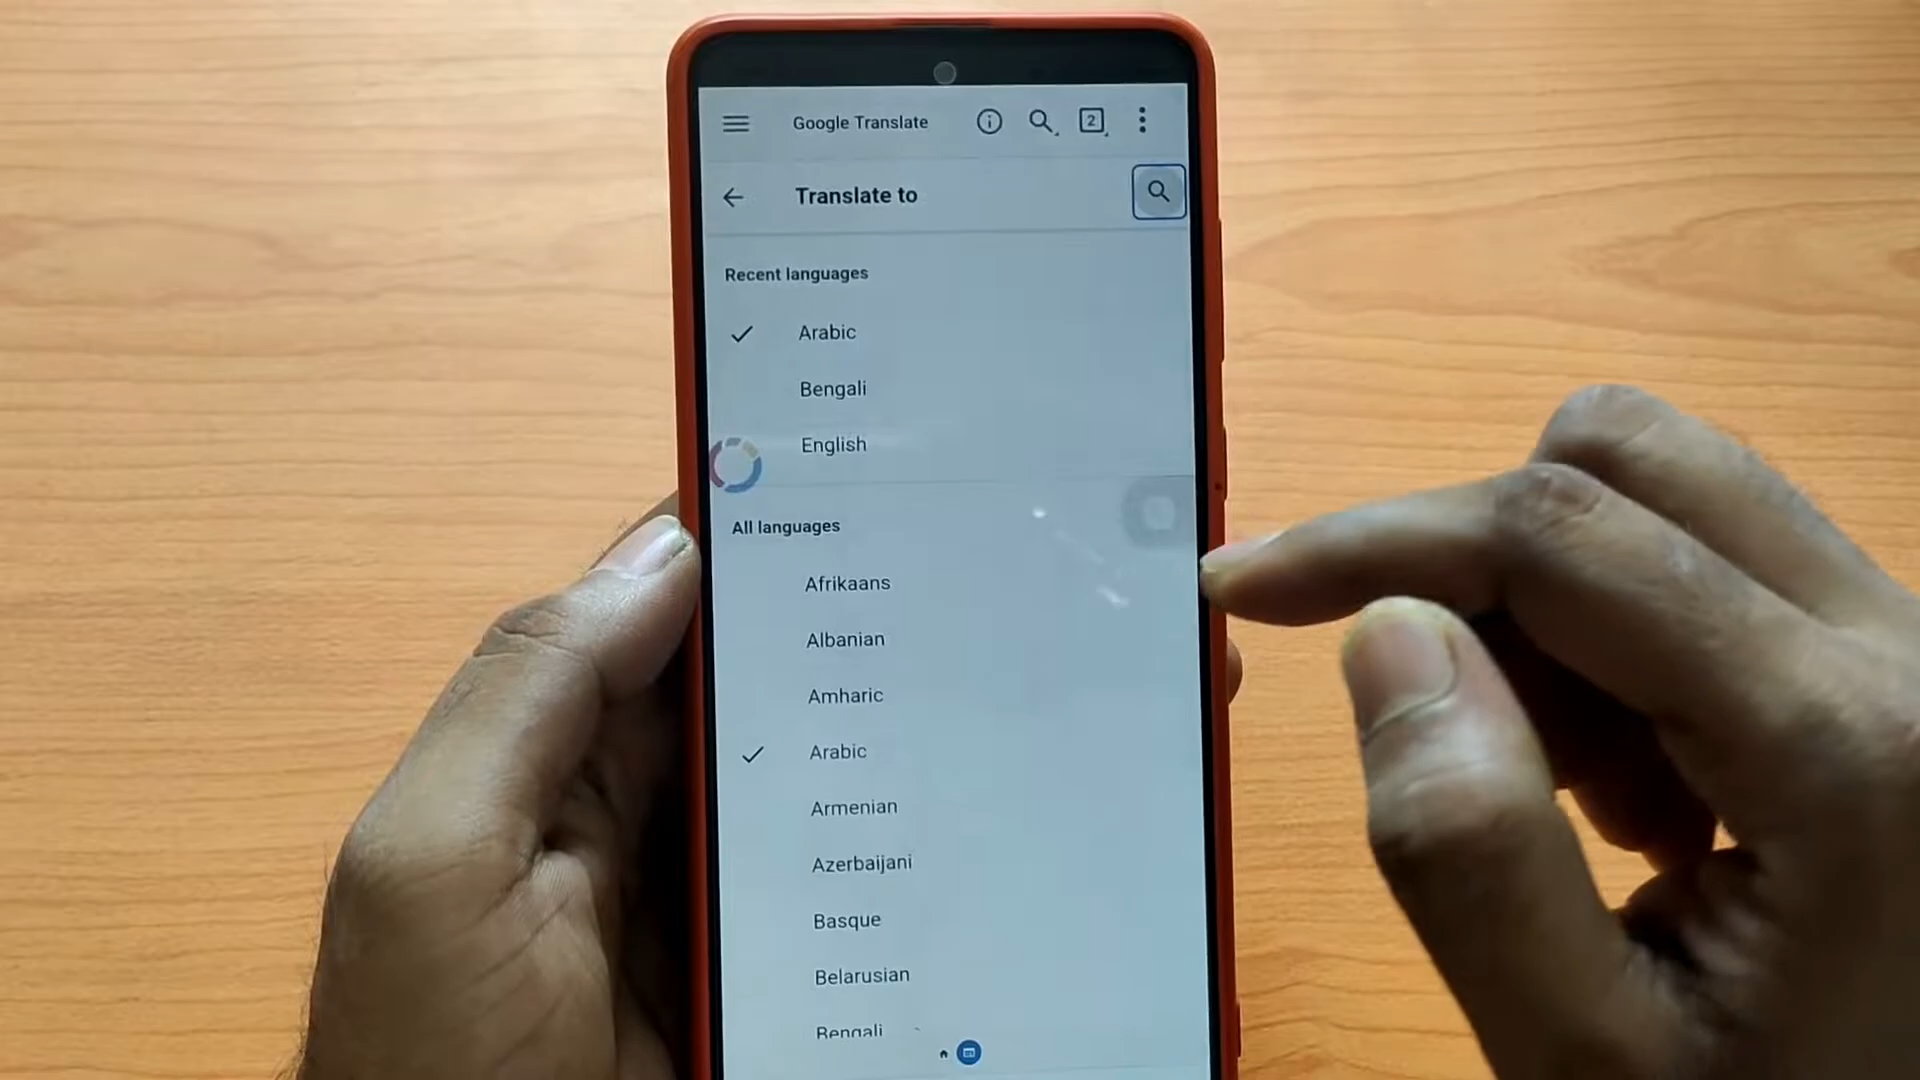 Google Translate
2
Translate to
Recent languages
Arabic
Bengali
English
All languages
Afrikaans
Albanian
Amharic
Arabic
Armenian
Azerbaijani
Basque
Belarusian
Bengali